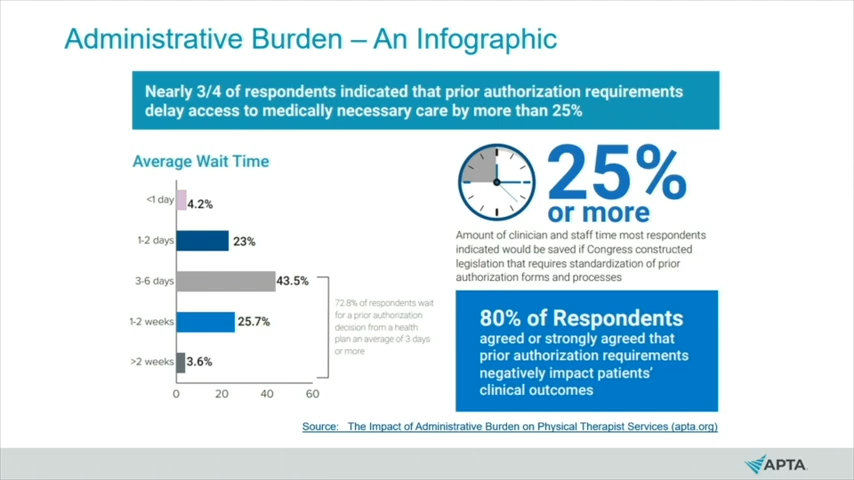 Administrative Burden – An Infographic
Nearly 3/4 of respondents indicated that prior authorization requirements
delay access to medically necessary care by more than 25%
Average Wait Time
<1 day
4.2%
1-2 days
23%
3-6 days
43.5%
1-2 weeks
25.7%
>2 weeks
3.6%
0
20
40
60
72.8% of respondents wait
for a prior authorization
decision from a health
plan an average of 3 days
or more
25%
or more
Amount of clinician and staff time most respondents
indicated would be saved if Congress constructed
legislation that requires standardization of prior
authorization forms and processes
80% of Respondents
agreed or strongly agreed that
prior authorization requirements
negatively impact patients'
clinical outcomes
Source: The Impact of Administrative Burden on Physical Therapist Services (apta.org)
APTA